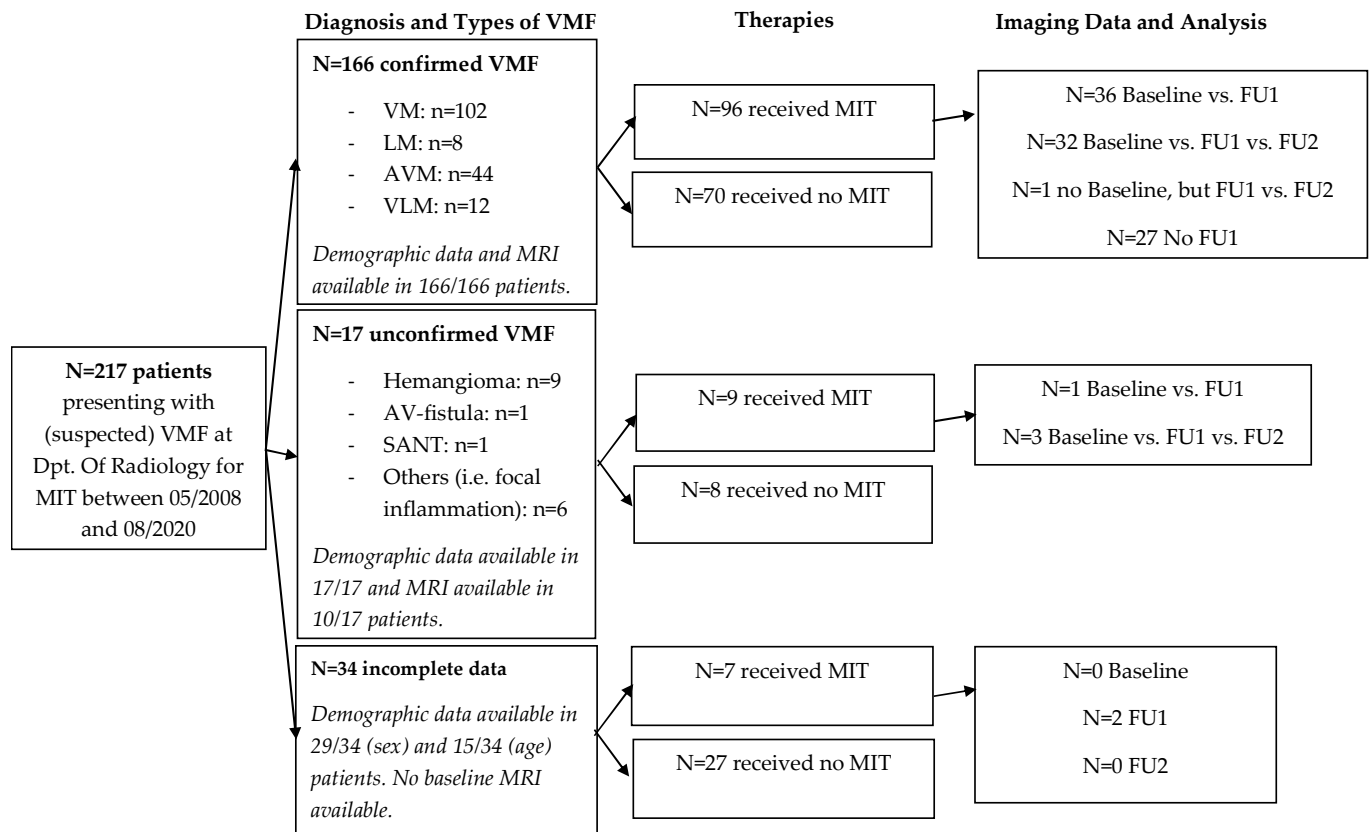 Diagnosis and Types of VMF
Therapies
Imaging Data and Analysis
N=217 patients
presenting with
(suspected) VMF at
Dpt. Of Radiology for
MIT between 05/2008
and 08/2020
N=166 confirmed VMF
- VM: n=102
- LM: n=8
- AVM: n=44
- VLM: n=12
Demographic data and MRI
available in 166/166 patients.
N=96 received MIT
N=70 received no MIT
N=36 Baseline vs. FU1
N=32 Baseline vs. FU1 vs. FU2
N=1 no Baseline, but FU1 vs. FU2
N=27 No FU1
N=17 unconfirmed VMF
- Hemangioma: n=9
- AV-fistula: n=1
- SANT: n=1
- Others (i.e. focal
inflammation): n=6
Demographic data available in
17/17 and MRI available in
10/17 patients.
N=9 received MIT
N=8 received no MIT
N=1 Baseline vs. FU1
N=3 Baseline vs. FU1 vs. FU2
N=34 incomplete data
Demographic data available in
29/34 (sex) and 15/34 (age)
patients. No baseline MRI
available.
N=7 received MIT
N=27 received no MIT
N=0 Baseline
N=2 FU1
N=0 FU2